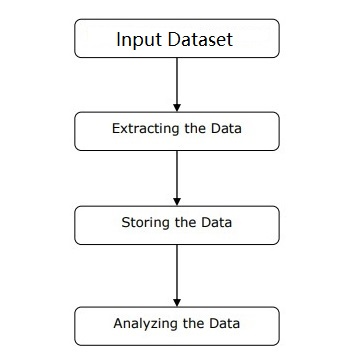 Input Dataset
Extracting the Data
Storing the Data
Analyzing the Data